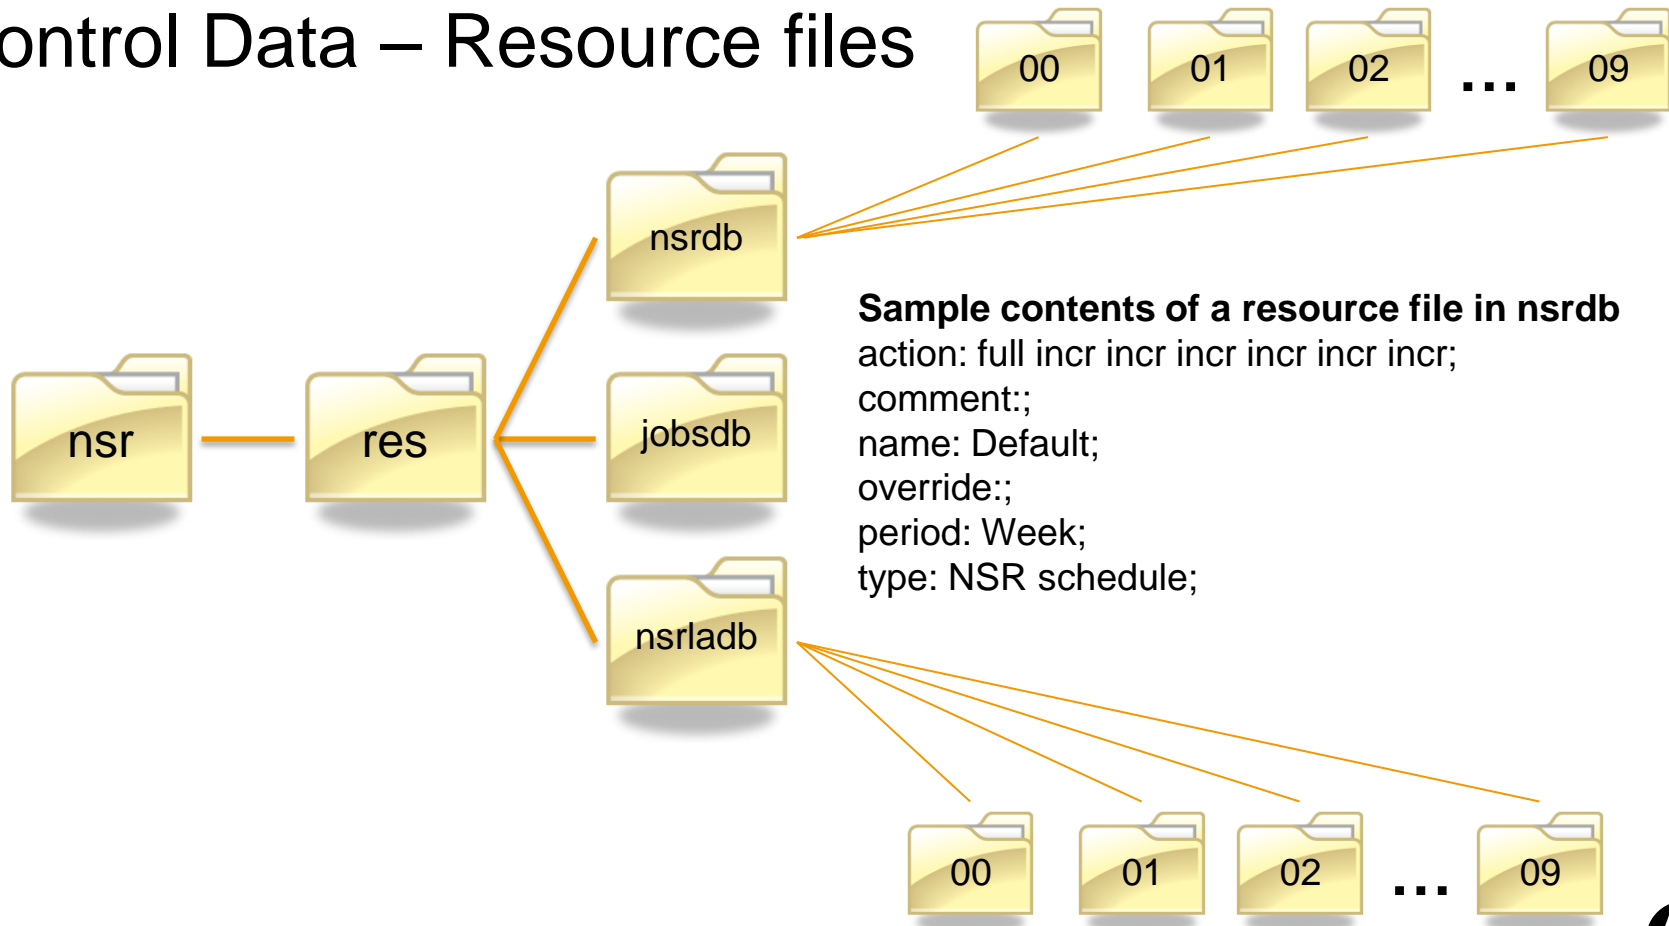 ontrol Data – Resource files
00
01
02
...
09
nsrdb
Sample contents of a resource file in nsrdb
action: full incr incr incr incr incr incr;
comment:;
name: Default;
override:;
period: Week;
type: NSR schedule;
nsr
res
jobsdb
nsrladb
00
01
02
...
09